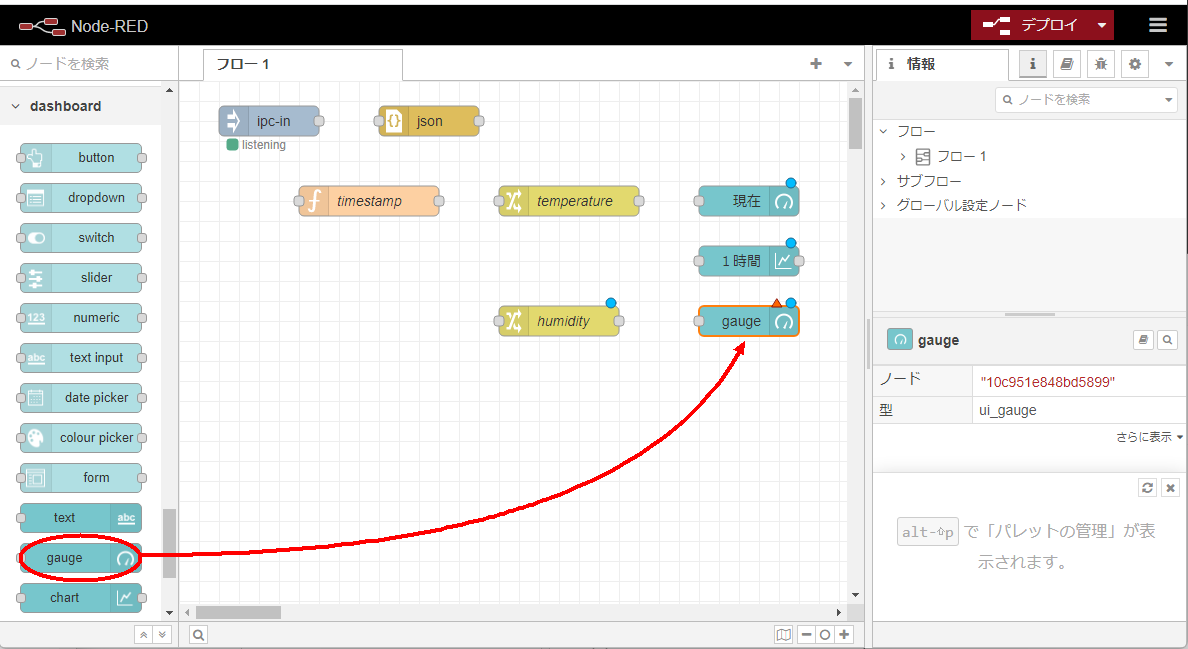 Node-RED
デプロイ
ノードを検索
フロー 1
情報
dashboard
button
dropdown
switch
slider
123
numeric
abc
text input
date picker
colour picker
form
text
abc
gauge
chart
ipc-in
listening
json
timestamp
temperature
現在
1 時間
humidity
gauge
ノードを検索
フロー
フロー 1
サブフロー
グローバル設定ノード
gauge
ノード "10c951e848bd5899"
型 ui_gauge
さらに表示
alt-⇧p で「パレットの管理」が表
示されます。